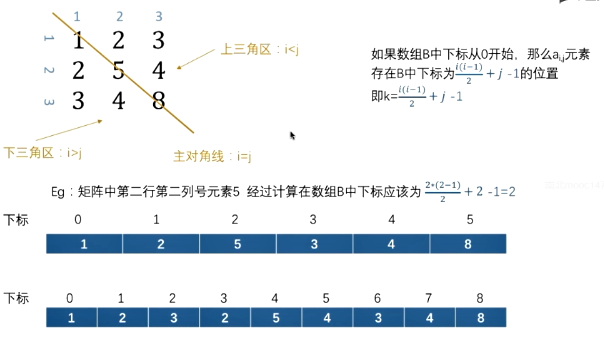 1 2 3
1 1 2 3
2 2 5 4
3 3 4 8
上三角区：i<j
下三角区：i>j
主对角线：i=j
如果数组B中下标从0开始，那么aᵢ,ⱼ元素
存在B中下标为i(i−1)/2 + j -1的位置
即k=i(i−1)/2 + j -1
Eg：矩阵中第二行第二列号元素5 经过计算在数组B中下标应该为 2*(2−1)/2 + 2 -1=2
下标 0 1 2 3 4 5
1 2 5 3 4 8
下标 0 1 2 3 4 5 6 7 8
1 2 3 2 5 4 3 4 8